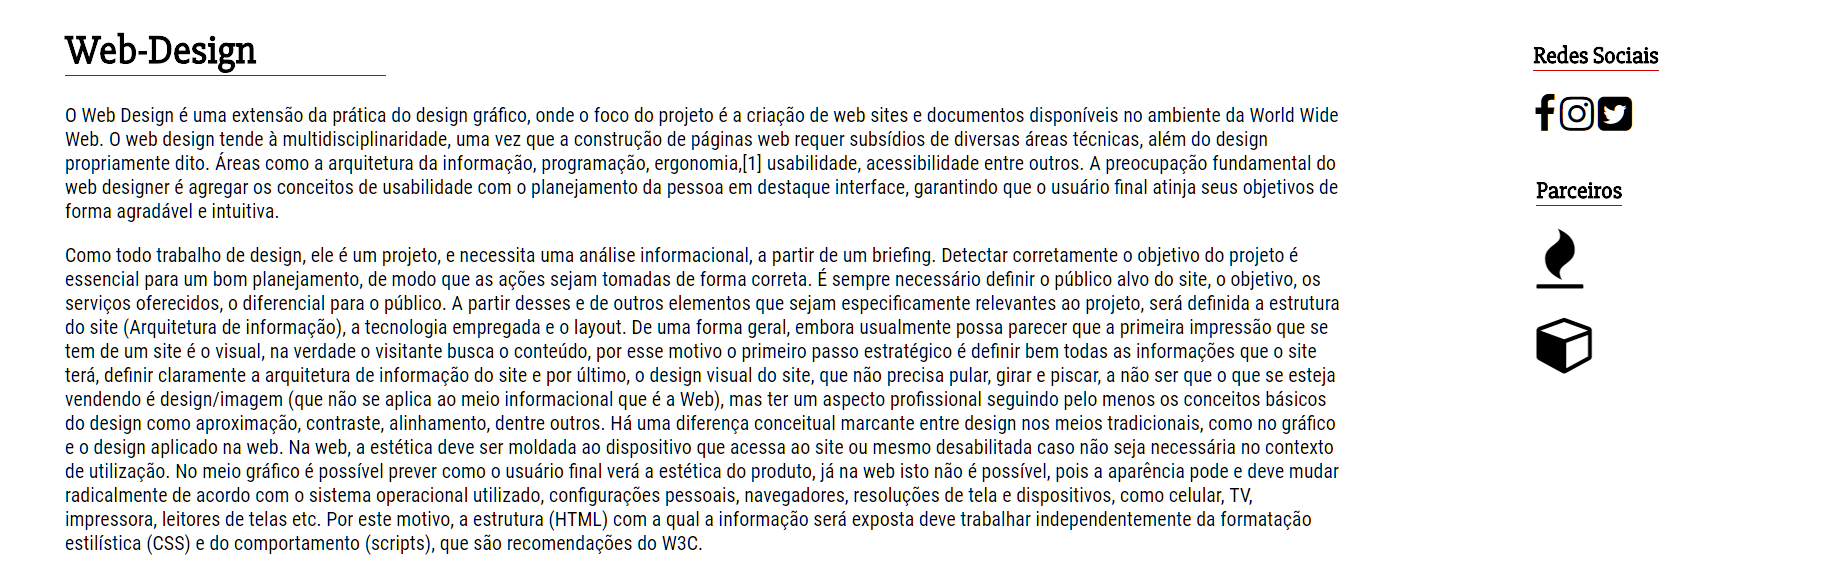 Web-Design
O Web Design é uma extensão da prática do design gráfico, onde o foco do projeto é a criação de web sites e documentos disponíveis no ambiente da World Wide
Web. O web design tende à multidisciplinaridade, uma vez que a construção de páginas web requer subsídios de diversas áreas técnicas, além do design
propriamente dito. Áreas como a arquitetura da informação, programação, ergonomia,[1] usabilidade, acessibilidade entre outros. A preocupação fundamental do
web designer é agregar os conceitos de usabilidade com o planejamento da pessoa em destaque interface, garantindo que o usuário final atinja seus objetivos de
forma agradável e intuitiva.
Como todo trabalho de design, ele é um projeto, e necessita uma análise informacional, a partir de um briefing. Detectar corretamente o objetivo do projeto é
essencial para um bom planejamento, de modo que as ações sejam tomadas de forma correta. É sempre necessário definir o público alvo do site, o objetivo, os
serviços oferecidos, o diferencial para o público. A partir desses e de outros elementos que sejam especificamente relevantes ao projeto, será definida a estrutura
do site (Arquitetura de informação), a tecnologia empregada e o layout. De uma forma geral, embora usualmente possa parecer que a primeira impressão que se
tem de um site é o visual, na verdade o visitante busca o conteúdo, por esse motivo o primeiro passo estratégico é definir bem todas as informações que o site
terá, definir claramente a arquitetura de informação do site e por último, o design visual do site, que não precisa pular, girar e piscar, a não ser que o que se esteja
vendendo é design/imagem (que não se aplica ao meio informacional que é a Web), mas ter um aspecto profissional seguindo pelo menos os conceitos básicos
do design como aproximação, contraste, alinhamento, dentre outros. Há uma diferença conceitual marcante entre design nos meios tradicionais, como no gráfico
e o design aplicado na web. Na web, a estética deve ser moldada ao dispositivo que acessa ao site ou mesmo desabilitada caso não seja necessária no contexto
de utilização. No meio gráfico é possível prever como o usuário final verá a estética do produto, já na web isto não é possível, pois a aparência pode e deve mudar
radicalmente de acordo com o sistema operacional utilizado, configurações pessoais, navegadores, resoluções de tela e dispositivos, como celular, TV,
impressora, leitores de telas etc. Por este motivo, a estrutura (HTML) com a qual a informação será exposta deve trabalhar independentemente da formatação
estilística (CSS) e do comportamento (scripts), que são recomendações do W3C.
Redes Sociais
Parceiros